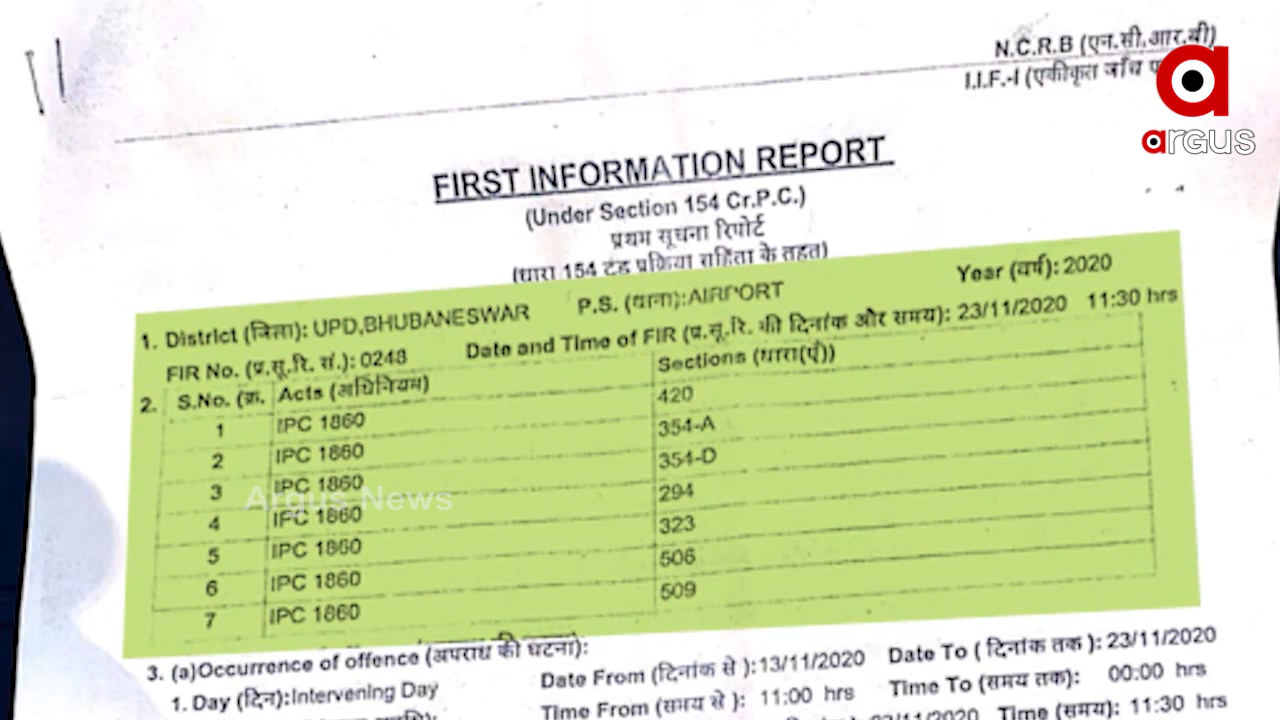 N.C.R.B (एन.सी.आर.बी)
I.I.F.-I (एकीकृत जाँच
argus
FIRST INFORMATION REPORT
(Under Section 154 Cr.P.C.)
प्रथम सूचना रिपोर्ट
(धारा 154 दंड प्रक्रिया संहिता के तहत)
1. District (जिला): UPD,BHUBANESWAR P.S. (थाना):AIRPORT Year (वर्ष): 2020
FIR No. (प्र.सू.रि. सं.): 0248 Date and Time of FIR (प्र.सू.रि. की दिनांक और समय): 23/11/2020 11:30 hrs
2. S.No. (क्र. Acts (अधिनियम) Sections (धारा(एँ))
1 IPC 1860 420
2 IPC 1860 354-A
3 IPC 1860 354-D
4 IPC 1860 294
5 IPC 1860 323
6 IPC 1860 506
7 IPC 1860 509
Argus News
3. (a)Occurrence of offence (अपराध की घटना):
1. Day (दिन):Intervening Day Date From (दिनांक से ):13/11/2020 Date To ( दिनांक तक ): 23/11/2020
Time From (समय से ): 11:00 hrs Time To (समय तक): 00:00 hrs
Time (समय): 11:30 hrs